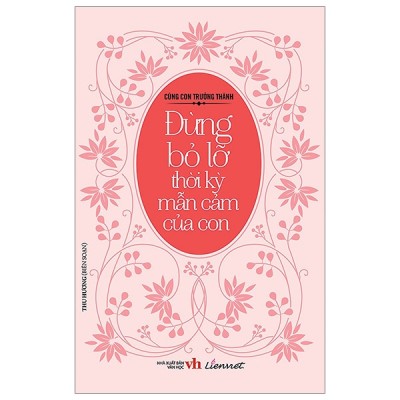 CÙNG CON TRƯỞNG THÀNH
Đừng
bỏ lỡ
thời kỳ
mẫn cảm
của con
THU HƯƠNG (BIÊN SOẠN)
NHÀ XUẤT BẢN
VĂN HỌC
vh
Lienviet